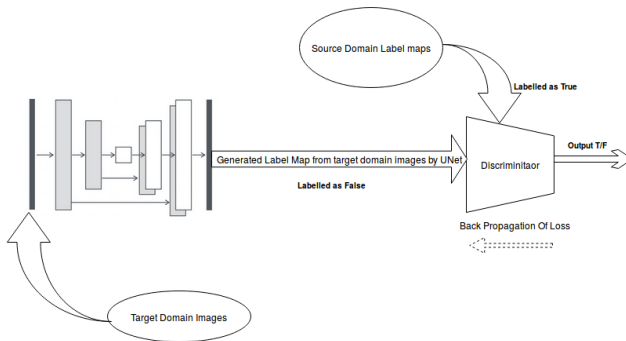 Source Domain Label maps
Labelled as True
Generated Label Map from target domain images by UNet
Discriminitaor
Output T/F
Labelled as False
Back Propagation Of Loss
Target Domain Images